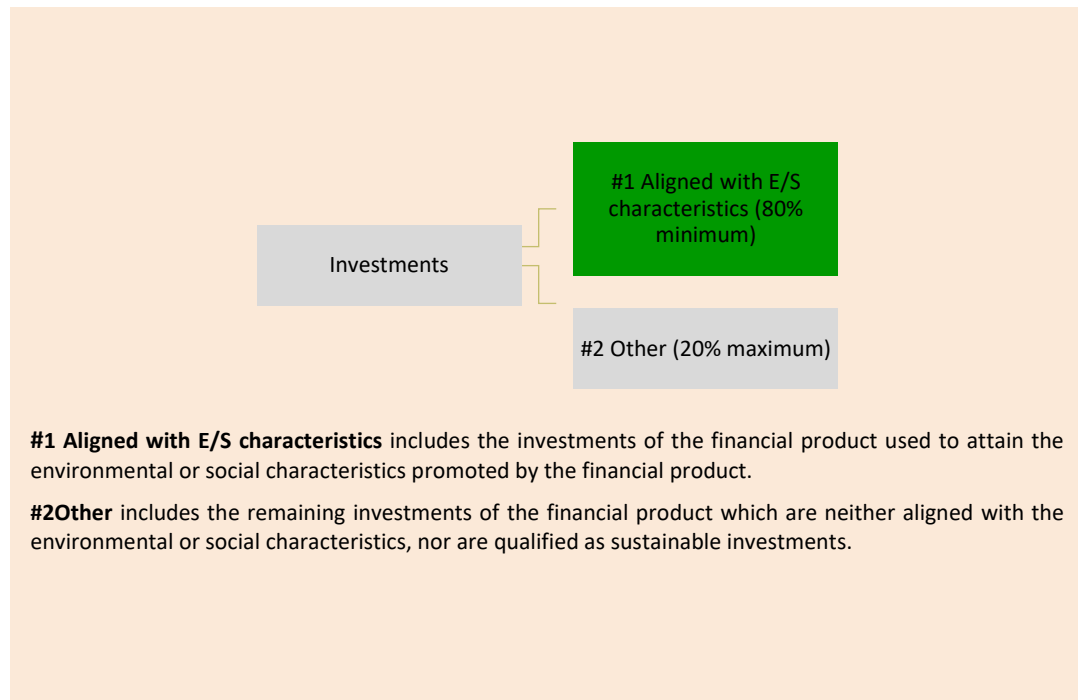 #1 Aligned with E/S
characteristics (80%
minimum)
Investments
#2 Other (20% maximum)
#1 Aligned with E/S characteristics includes the investments of the financial product used to attain the
environmental or social characteristics promoted by the financial product.
#2Other includes the remaining investments of the financial product which are neither aligned with the
environmental or social characteristics, nor are qualified as sustainable investments.